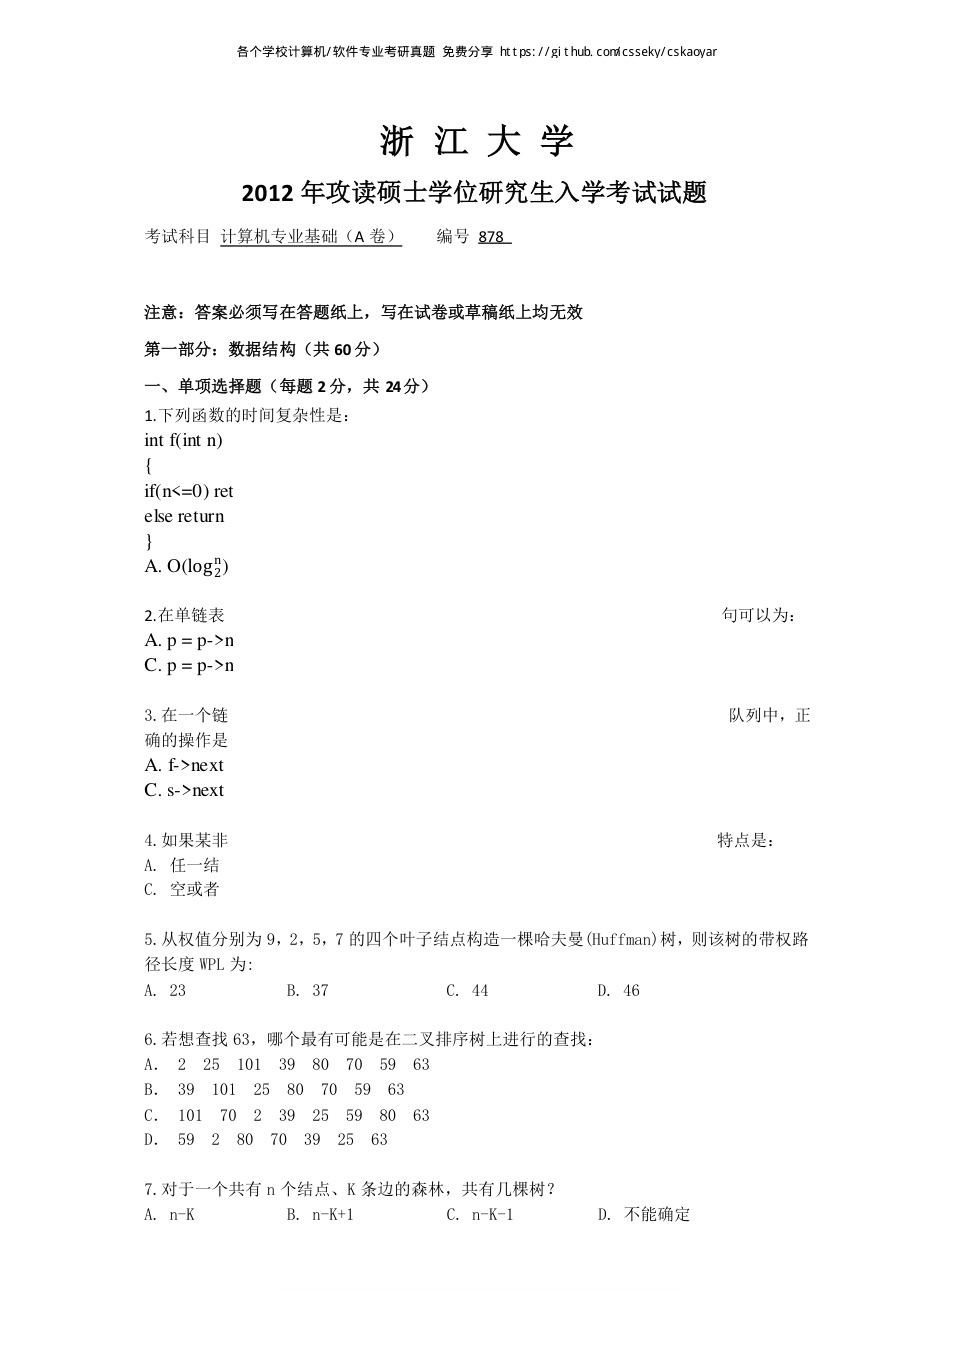 各个学校计算机/软件专业考研真题 免费分享 https://github.com/csseky/cskaoyan
浙 江 大 学
2012 年攻读硕士学位研究生入学考试试题
考试科目 计算机专业基础（A 卷） 编号 878
注意：答案必须写在答题纸上，写在试卷或草稿纸上均无效
第一部分：数据结构（共 60 分）
一、单项选择题（每题 2 分，共 24 分）
1.下列函数的时间复杂性是：
int f(int n)
{
if(n<=0) ret
else return
}
A. O(log₂ⁿ)
2.在单链表 句可以为：
A. p = p->n
C. p = p->n
3.在一个链 队列中，正
确的操作是
A. f->next
C. s->next
4.如果某非 特点是：
A. 任一结
C. 空或者
5.从权值分别为 9，2，5，7 的四个叶子结点构造一棵哈夫曼(Huffman)树，则该树的带权路
径长度 WPL 为:
A. 23 B. 37 C. 44 D. 46
6.若想查找 63，哪个最有可能是在二叉排序树上进行的查找：
A. 2 25 101 39 80 70 59 63
B. 39 101 25 80 70 59 63
C. 101 70 2 39 25 59 80 63
D. 59 2 80 70 39 25 63
7.对于一个共有 n 个结点、K 条边的森林，共有几棵树？
A. n-K B. n-K+1 C. n-K-1 D. 不能确定